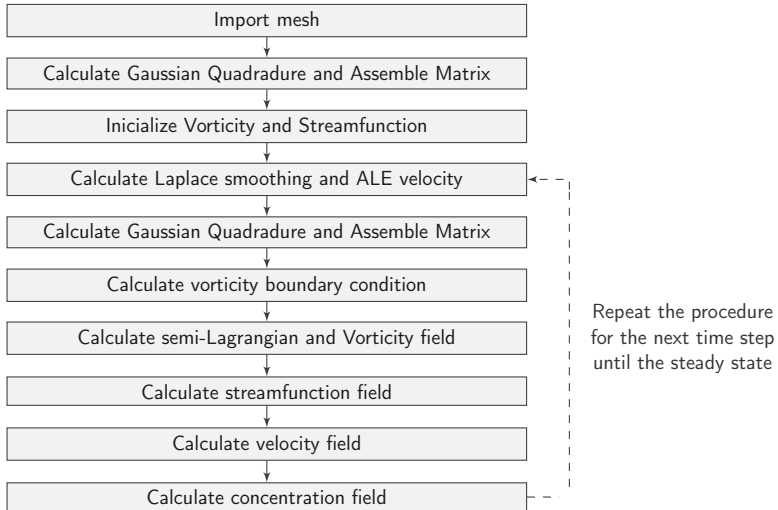 Import mesh
Calculate Gaussian Quadradure and Assemble Matrix
Inicialize Vorticity and Streamfunction
Calculate Laplace smoothing and ALE velocity
Calculate Gaussian Quadradure and Assemble Matrix
Calculate vorticity boundary condition
Calculate semi-Lagrangian and Vorticity field
Calculate streamfunction field
Calculate velocity field
Calculate concentration field
Repeat the procedure
for the next time step
until the steady state